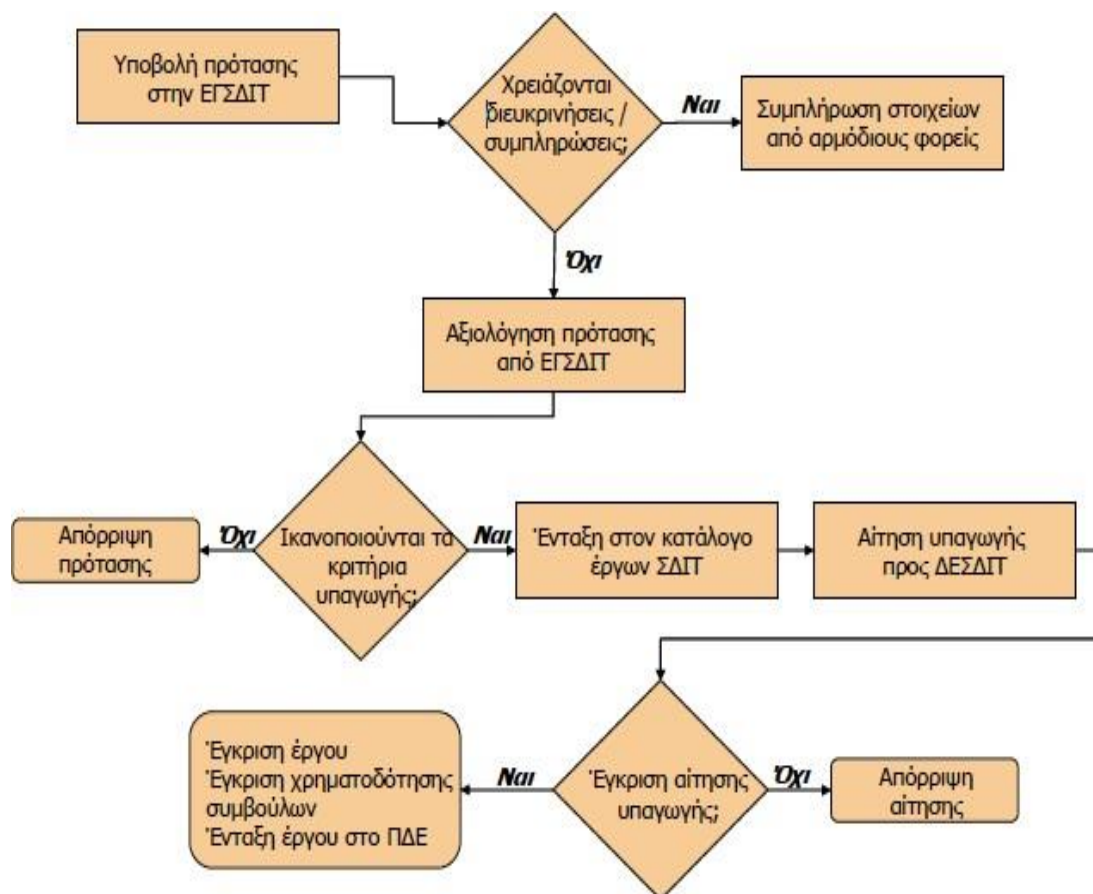 Υποβολή πρότασης
στην ΕΓΣΔΙΤ
Χρειάζονται
διευκρινήσεις /
συμπληρώσεις;
Ναι
Συμπλήρωση στοιχείων
από αρμόδιους φορείς
Όχι
Αξιολόγηση πρότασης
από ΕΓΣΔΙΤ
Απόρριψη
πρότασης
Όχι
Ικανοποιούνται τα
κριτήρια
υπαγωγής;
Ναι
Ένταξη στον κατάλογο
έργων ΣΔΙΤ
Αίτηση υπαγωγής
προς ΔΕΣΔΙΤ
Έγκριση έργου
Έγκριση χρηματοδότησης
συμβούλων
Ένταξη έργου στο ΠΔΕ
Ναι
Έγκριση αίτησης
υπαγωγής;
Όχι
Απόρριψη
αίτησης